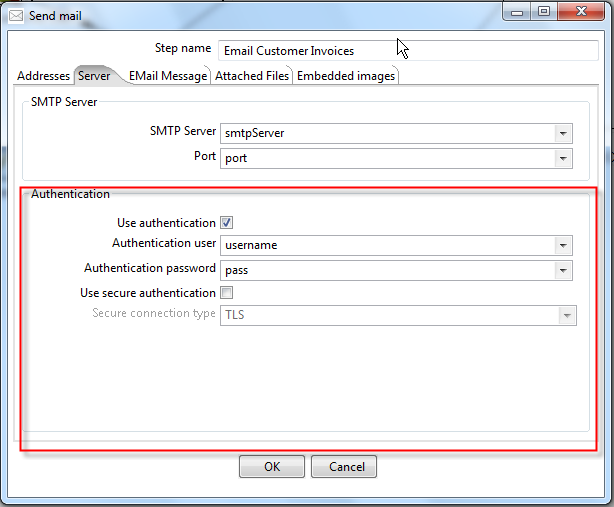 Send mail
Step name Email Customer Invoices
Addresses Server EMail Message Attached Files Embedded images
SMTP Server
SMTP Server smtpServer
Port port
Authentication
Use authentication
Authentication user username
Authentication password pass
Use secure authentication
Secure connection type TLS
OK Cancel